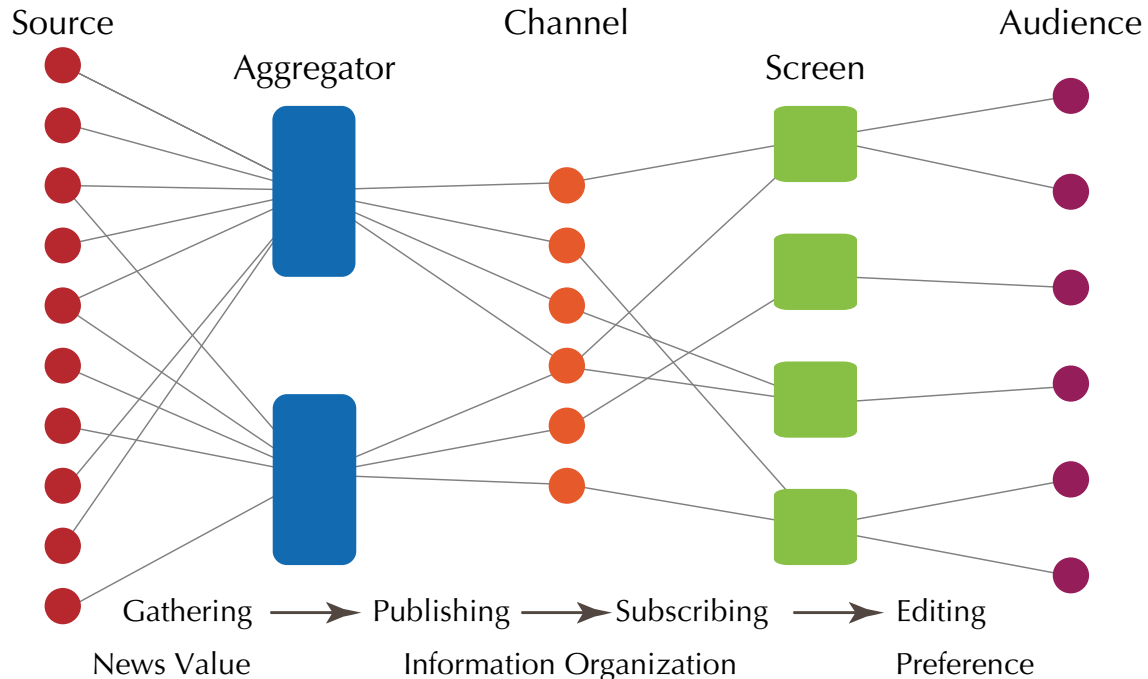 Source
Channel
Audience
Aggregator
Screen
Gathering
Publishing
Subscribing
Editing
News Value
Information Organization
Preference